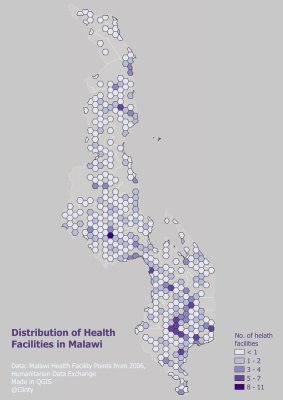 Distribution of Health
Facilities in Malawi
Data: Malawi Health Facility Points from 2006,
Humanitarian Data Exchange
Made in QGIS
@Clinty
No. of helath
facilities
< 1
1 - 2
3 - 4
5 - 7
8 - 11